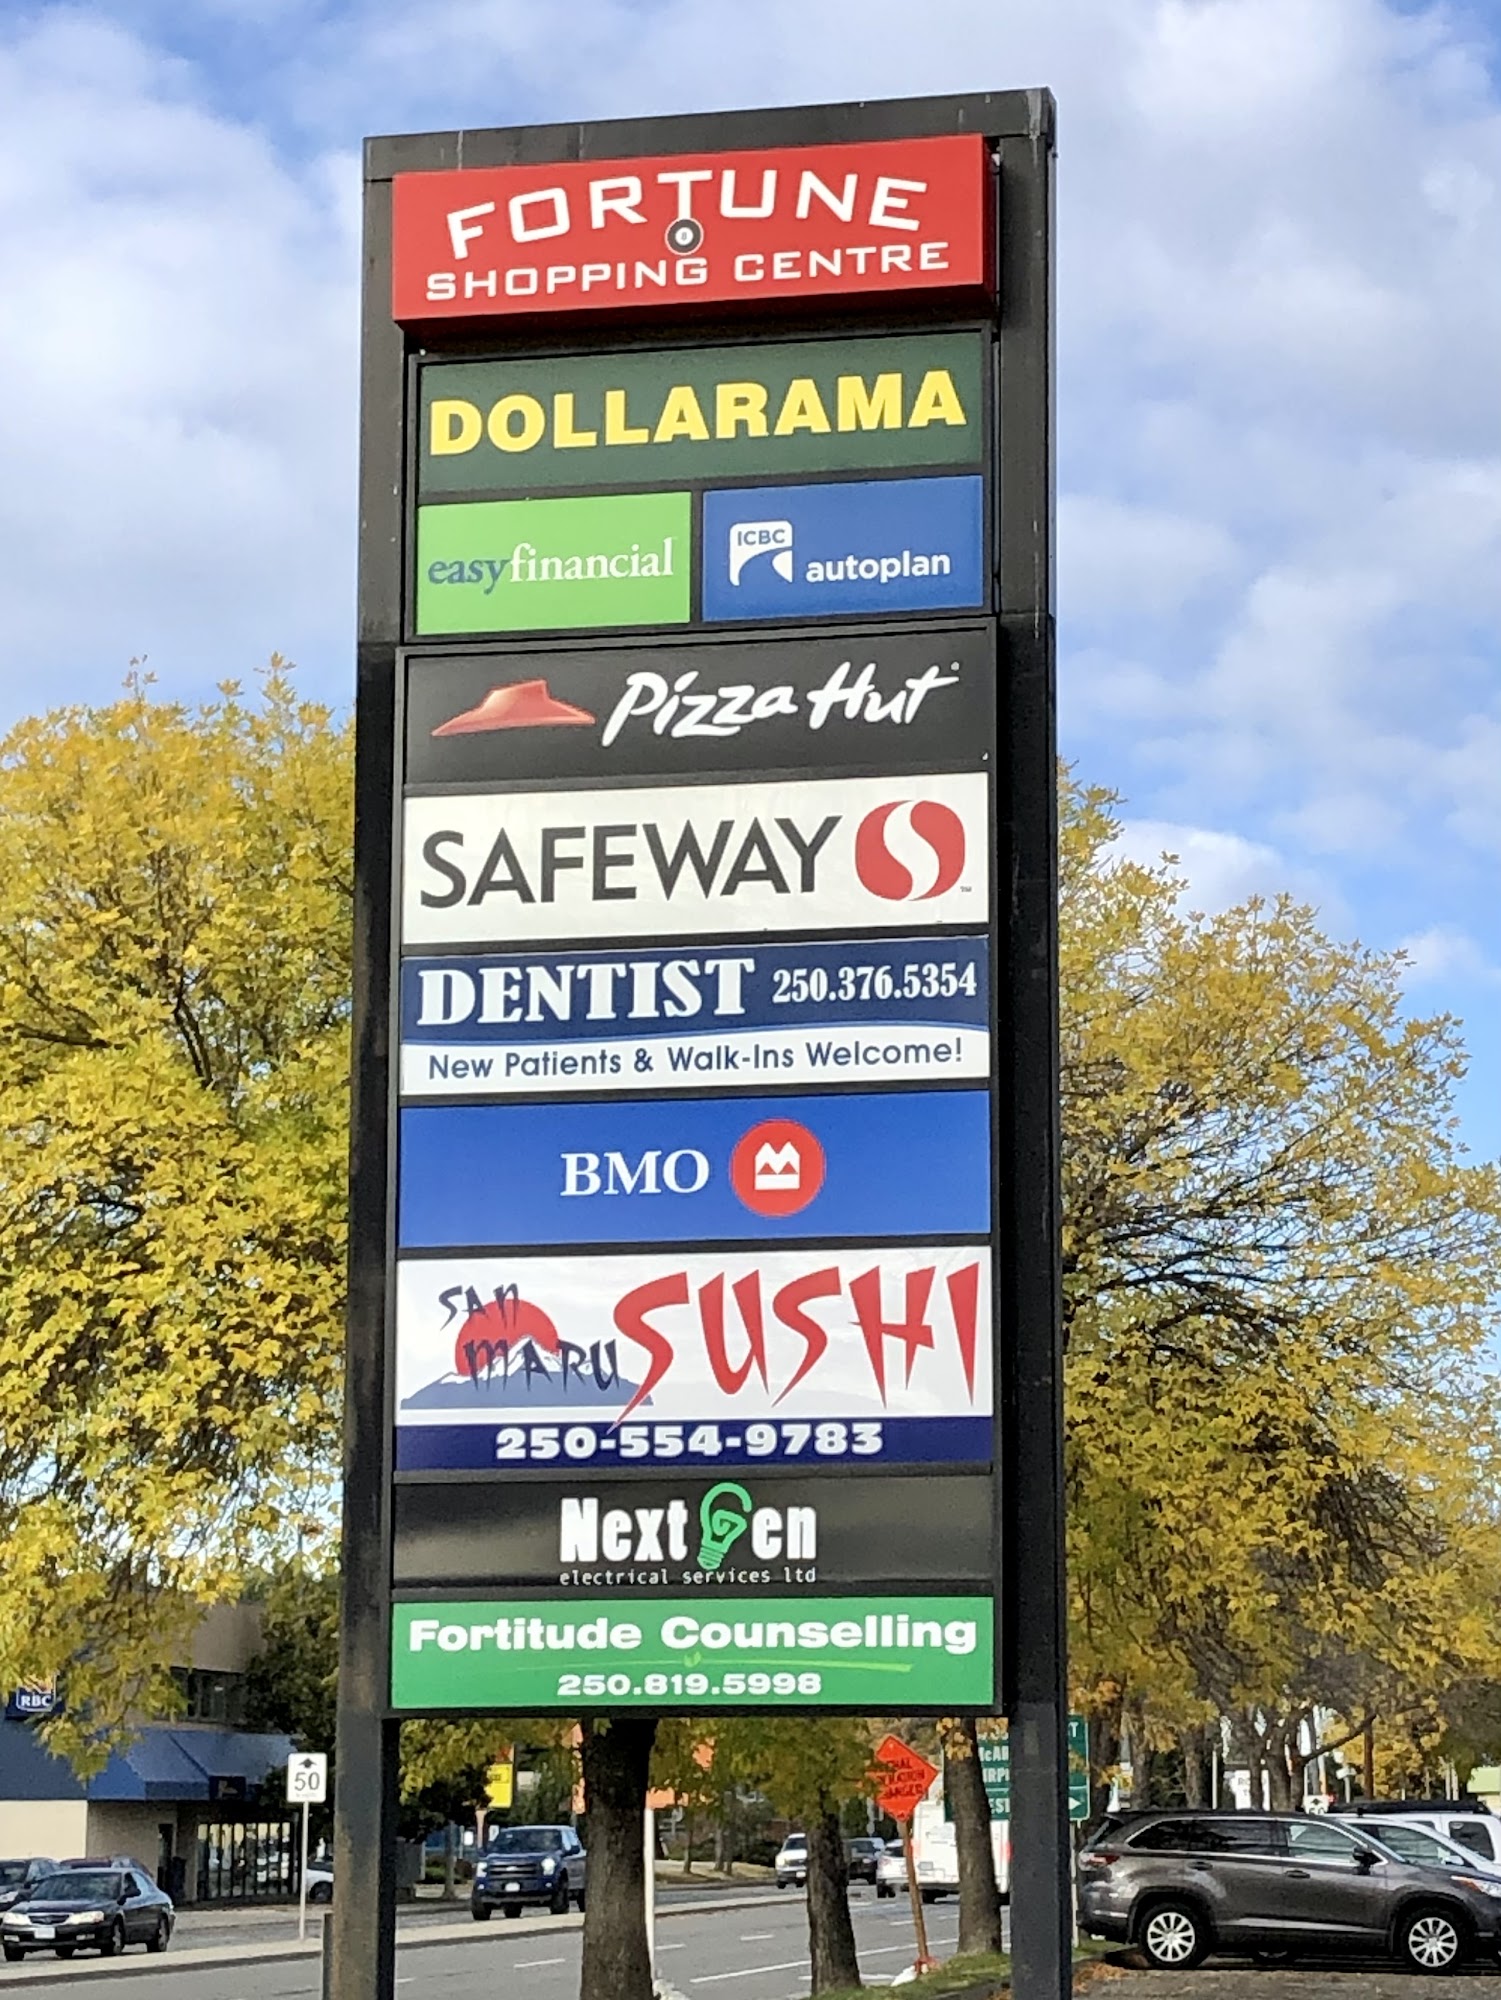 FORTUNE
SHOPPING CENTRE
DOLLARAMA
easyfinancial
ICBC
autoplan
Pizza Hut®
SAFEWAY ™
DENTIST 250.376.5354
New Patients & Walk-Ins Welcome!
BMO
SAN
MARU SUSHI
250-554-9783
NextGen
electrical services ltd
Fortitude Counselling
250.819.5998
RBC
50